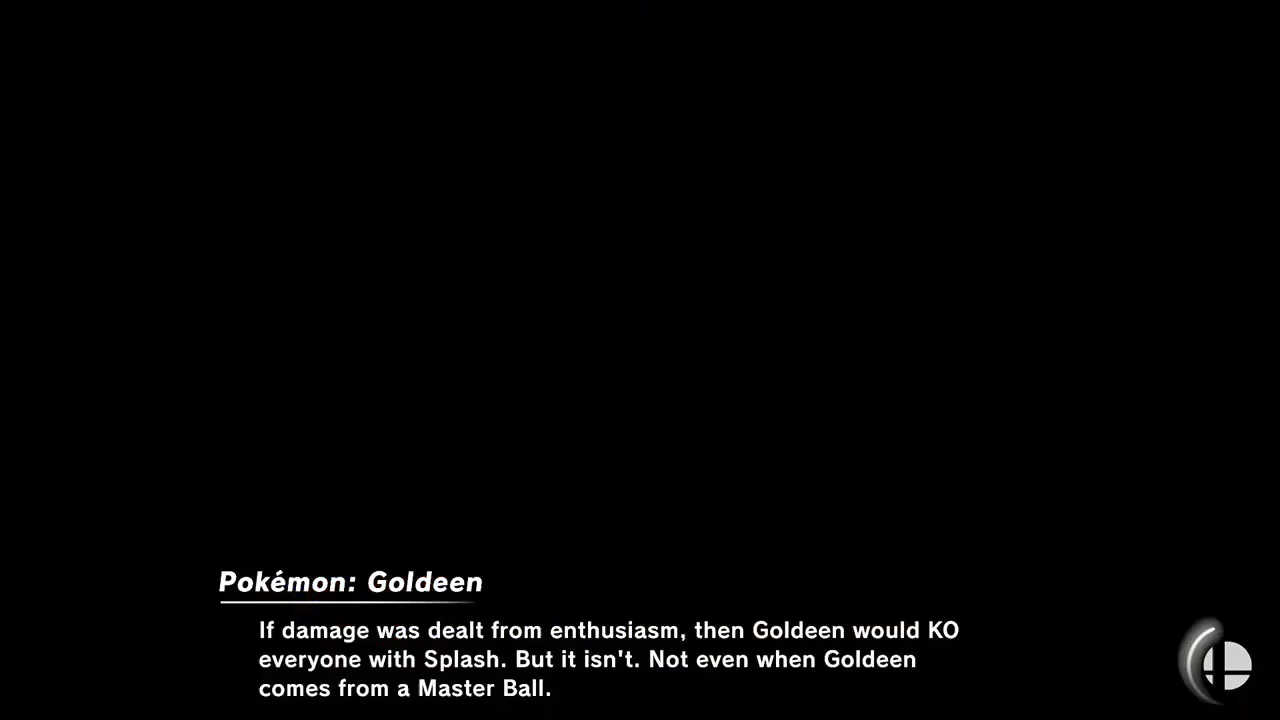 Pokémon: Goldeen
If damage was dealt from enthusiasm, then Goldeen would KO
everyone with Splash. But it isn't. Not even when Goldeen
comes from a Master Ball.